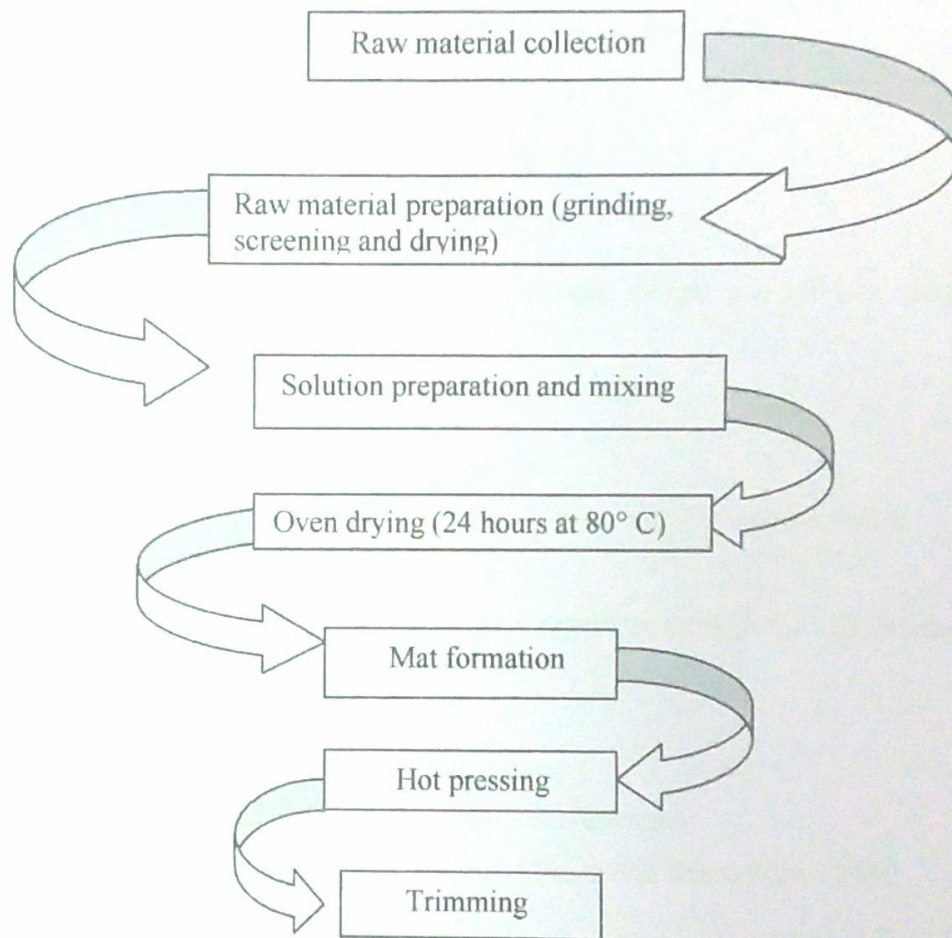 Raw material collection
Raw material preparation (grinding,
screening and drying)
Solution preparation and mixing
Oven drying (24 hours at 80° C)
Mat formation
Hot pressing
Trimming